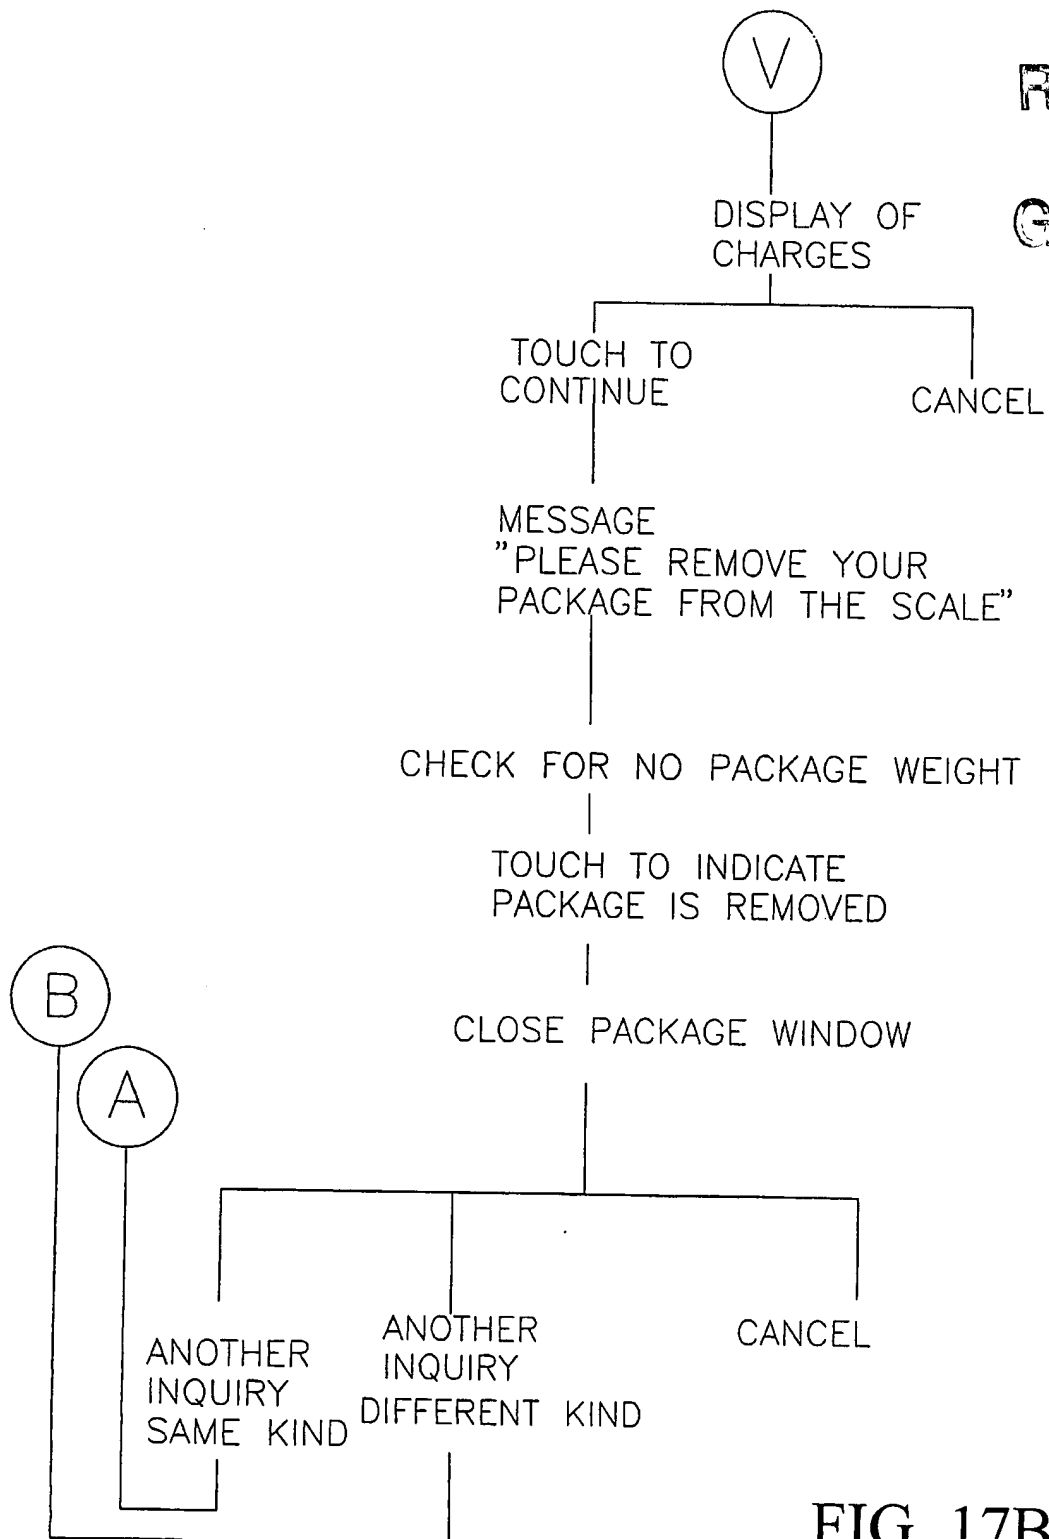 V
DISPLAY OF
CHARGES
TOUCH TO
CONTINUE
CANCEL
MESSAGE
"PLEASE REMOVE YOUR
PACKAGE FROM THE SCALE"
CHECK FOR NO PACKAGE WEIGHT
TOUCH TO INDICATE
PACKAGE IS REMOVED
CLOSE PACKAGE WINDOW
B
A
ANOTHER
INQUIRY
SAME KIND
ANOTHER
INQUIRY
DIFFERENT KIND
CANCEL
FIG. 17B